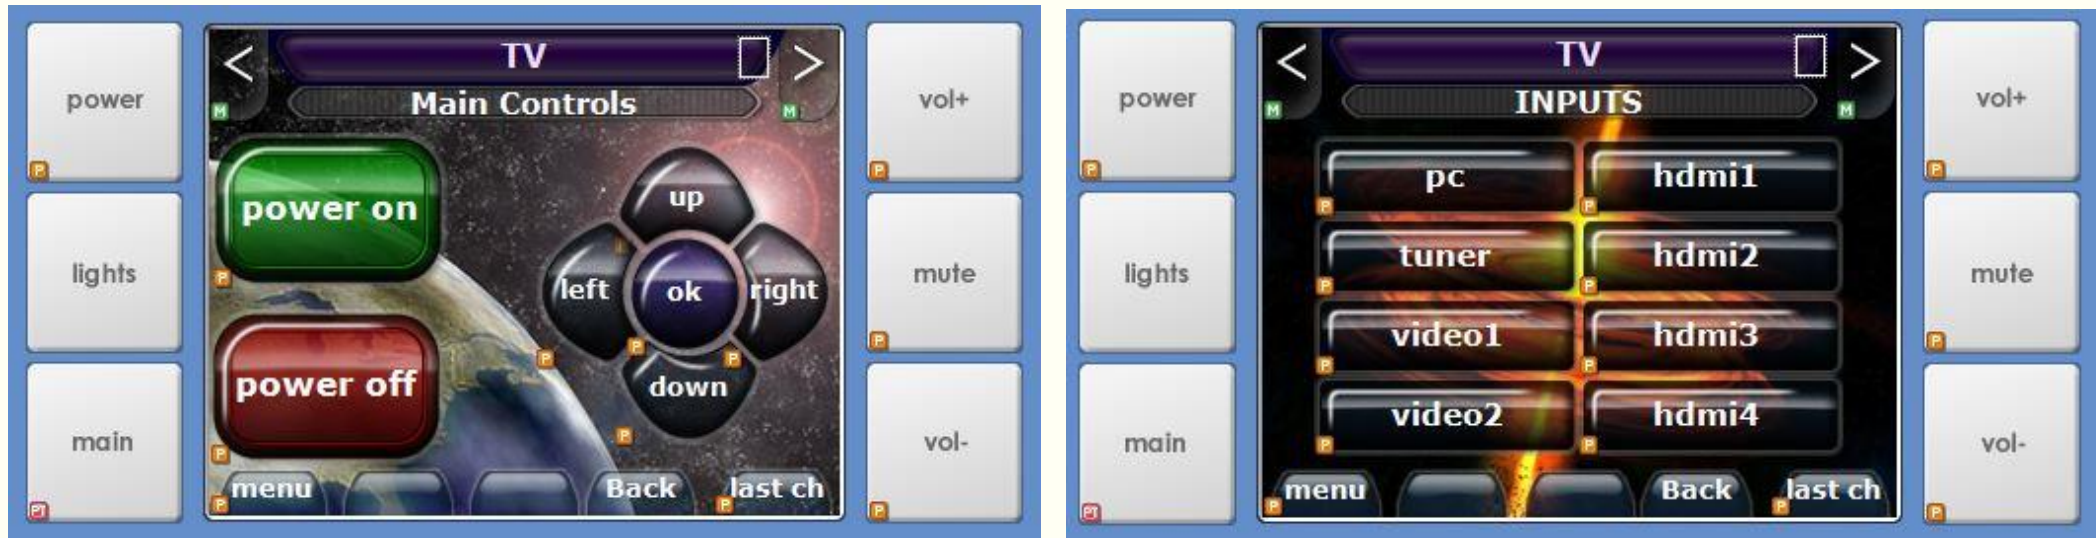 power
P
lights
main
PT
<
TV
>
M
Main Controls
M
power on
P
power off
P
up
left
ok
right
P
P
P
down
P
menu
P
Back
last ch
P
vol+
P
mute
P
vol-
P
power
P
lights
main
PT
<
TV
>
M
INPUTS
M
pc
P
hdmi1
P
tuner
P
hdmi2
P
video1
P
hdmi3
P
video2
P
hdmi4
P
menu
P
Back
last ch
P
vol+
P
mute
P
vol-
P